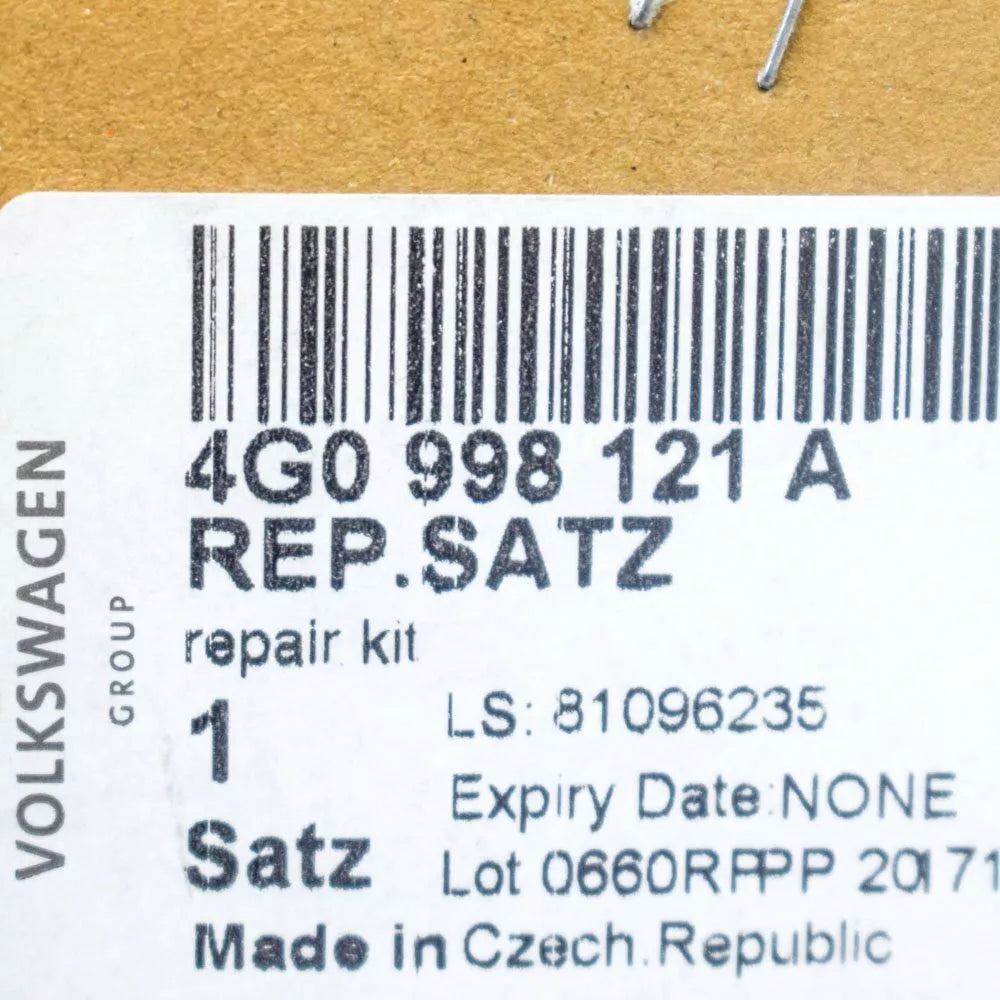 VOLKSWAGEN
GROUP
4G0 998 121 A
REP.SATZ
repair kit
1
LS: 81096235
Expiry Date:NONE
Satz
Lot 0660RPPP 20171
Made in Czech.Republic